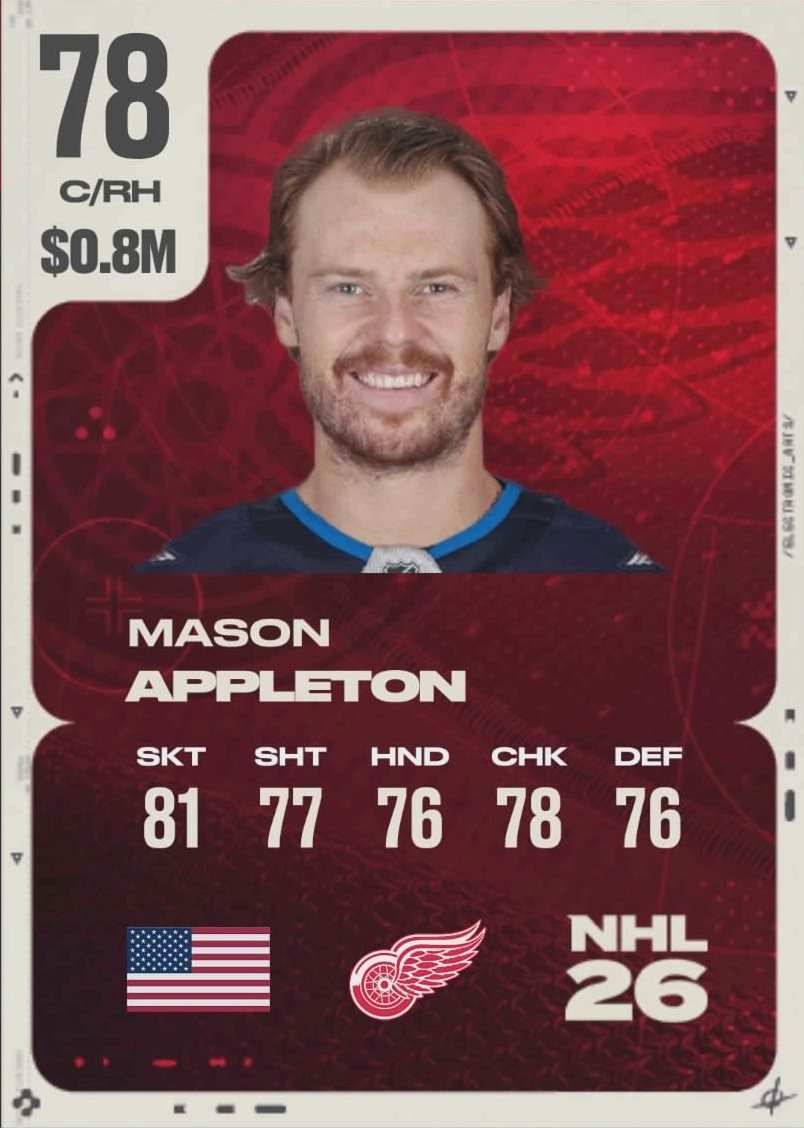 78
C/RH
$0.8M
MASON
APPLETON
SKT SHT HND CHK DEF
81 77 76 78 76
NHL
26